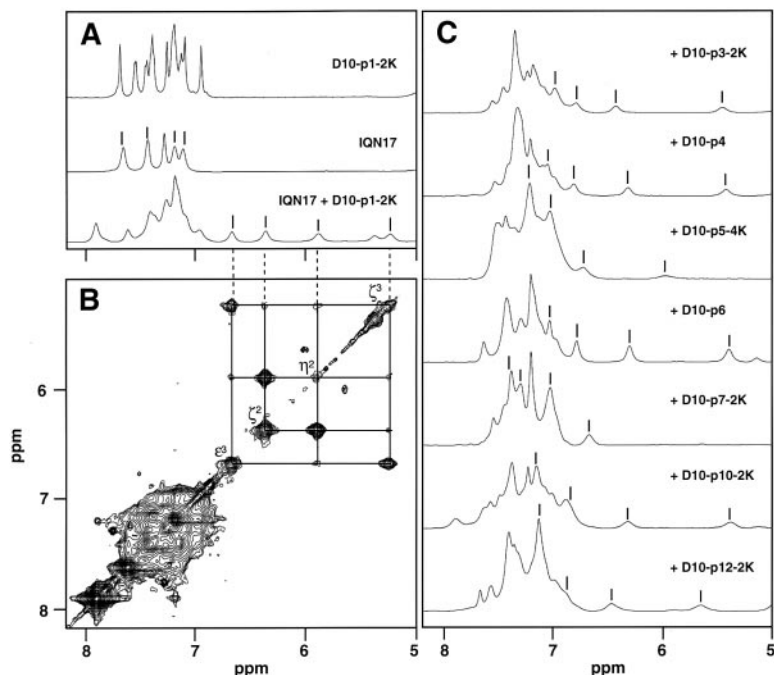 A
D10-p1-2K
IQN17
IQN17 + D10-p1-2K
B
ζ³
η²
ζ²
ε³
6
7
8
ppm
8 7 6 5
ppm
C
+ D10-p3-2K
+ D10-p4
+ D10-p5-4K
+ D10-p6
+ D10-p7-2K
+ D10-p10-2K
+ D10-p12-2K
8 7 6 5
ppm